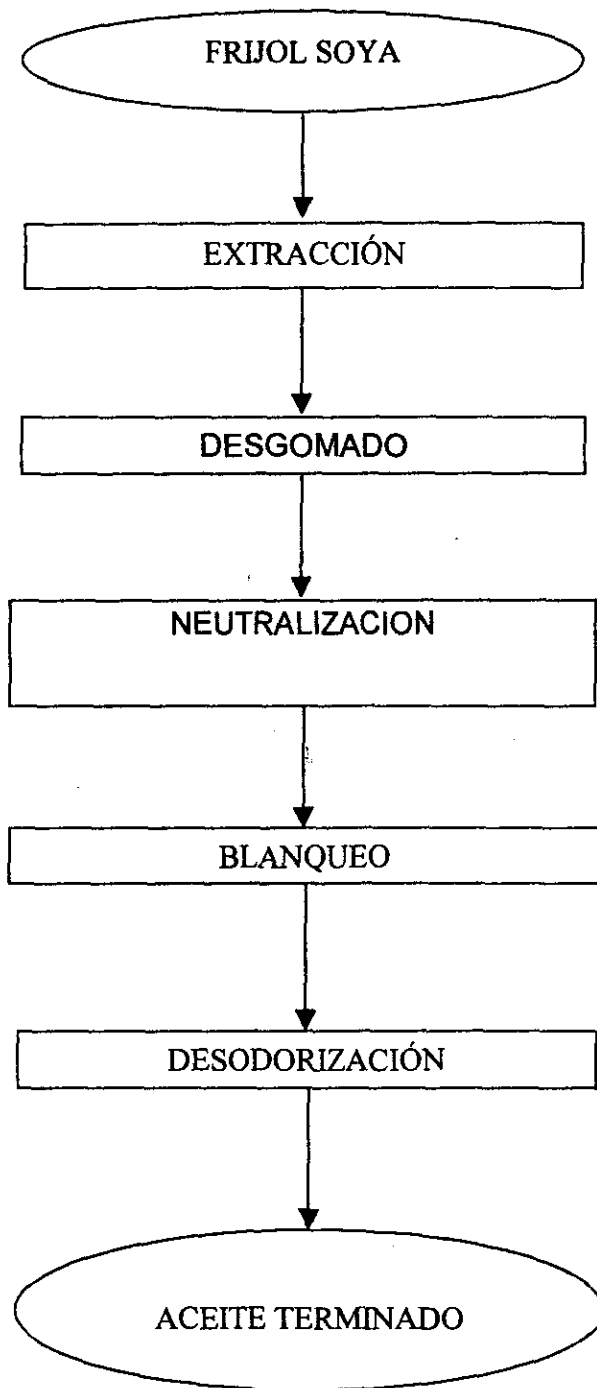 FRIJOL SOYA
EXTRACCIÓN
DESGOMADO
NEUTRALIZACION
BLANQUEO
DESODORIZACIÓN
ACEITE TERMINADO